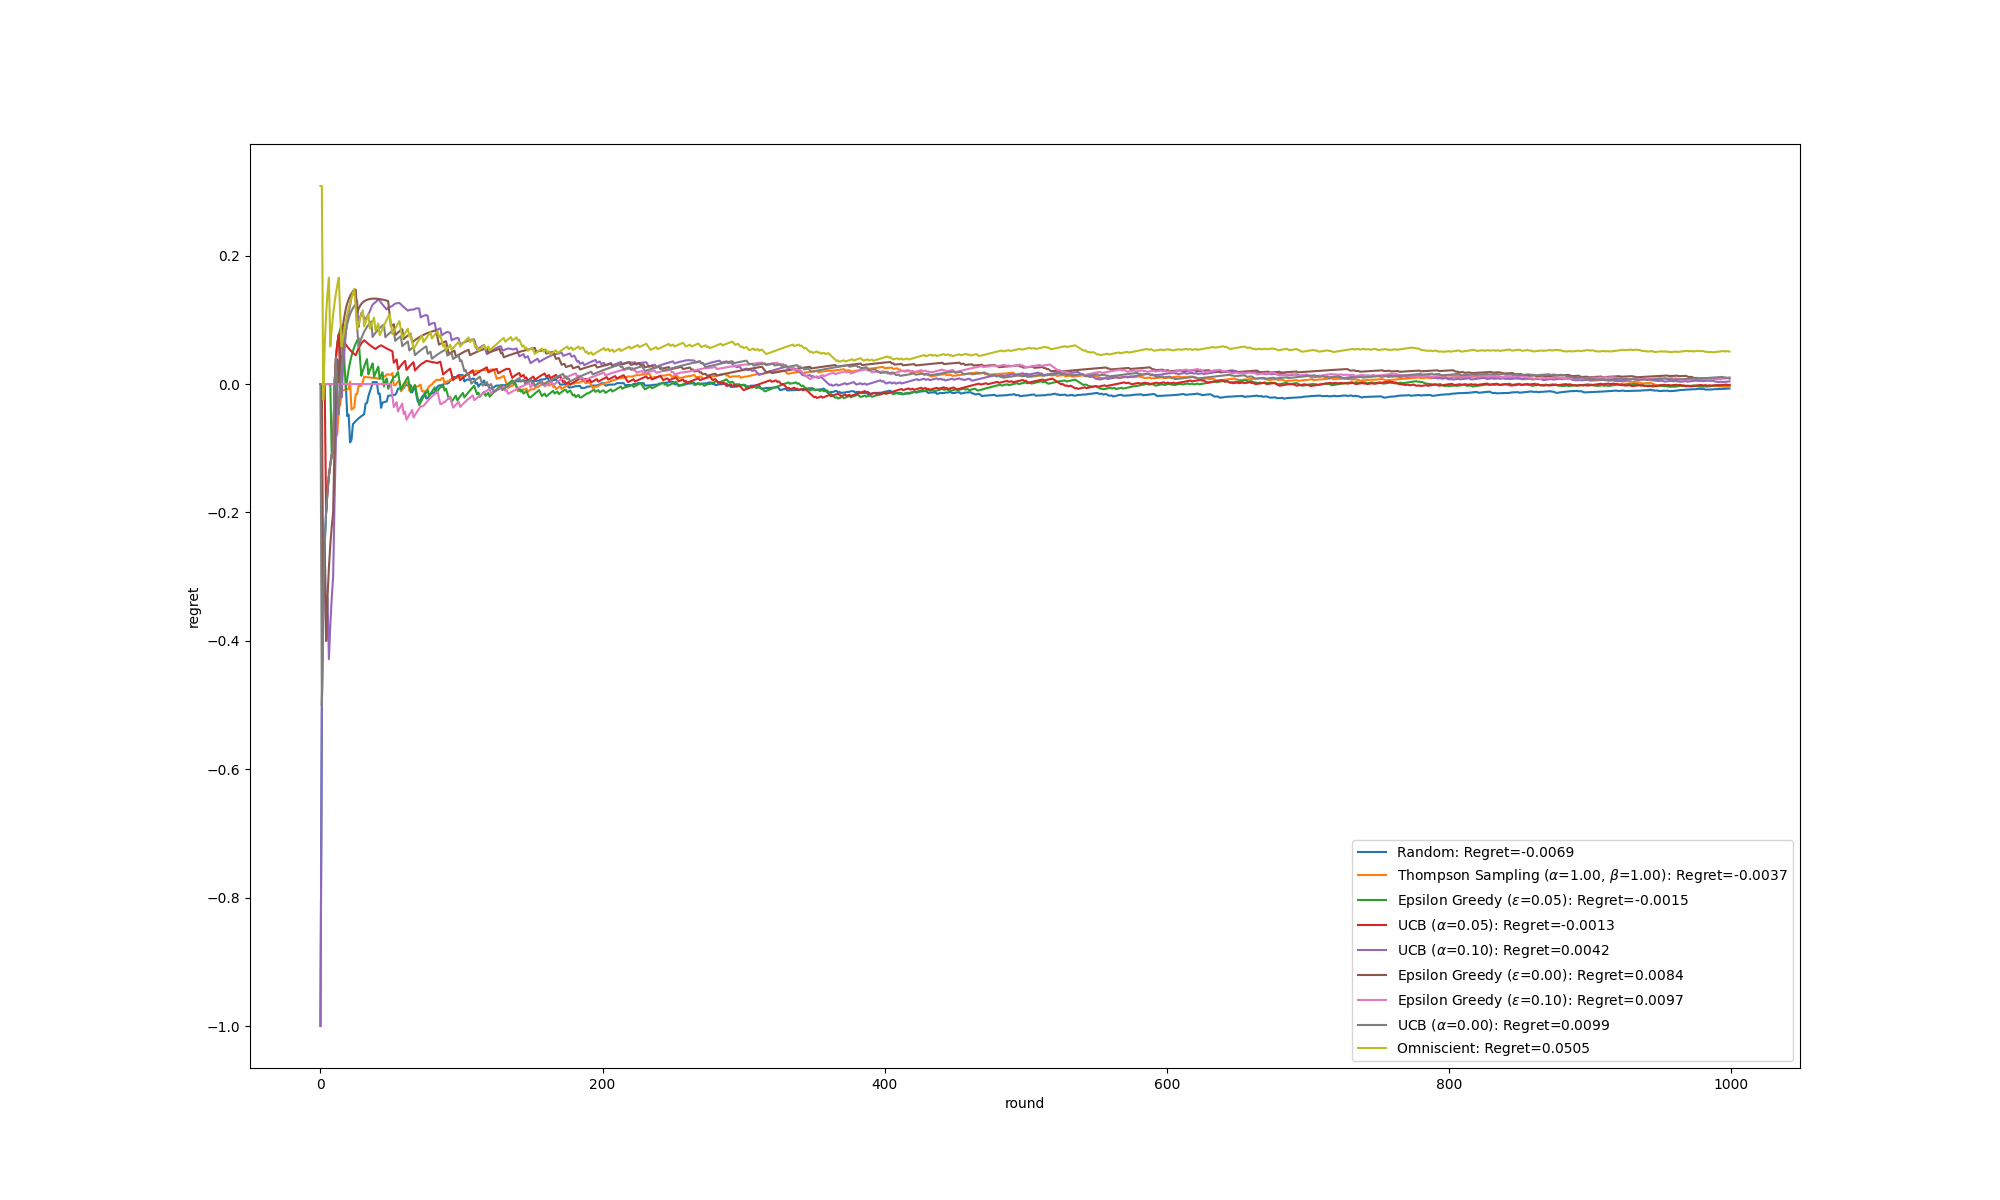 0.2
0.0
−0.2
−0.4
−0.6
−0.8
−1.0
regret
0 200 400 600 800 1000
round
Random: Regret=-0.0069
Thompson Sampling (α=1.00, β=1.00): Regret=-0.0037
Epsilon Greedy (ε=0.05): Regret=-0.0015
UCB (α=0.05): Regret=-0.0013
UCB (α=0.10): Regret=0.0042
Epsilon Greedy (ε=0.00): Regret=0.0084
Epsilon Greedy (ε=0.10): Regret=0.0097
UCB (α=0.00): Regret=0.0099
Omniscient: Regret=0.0505